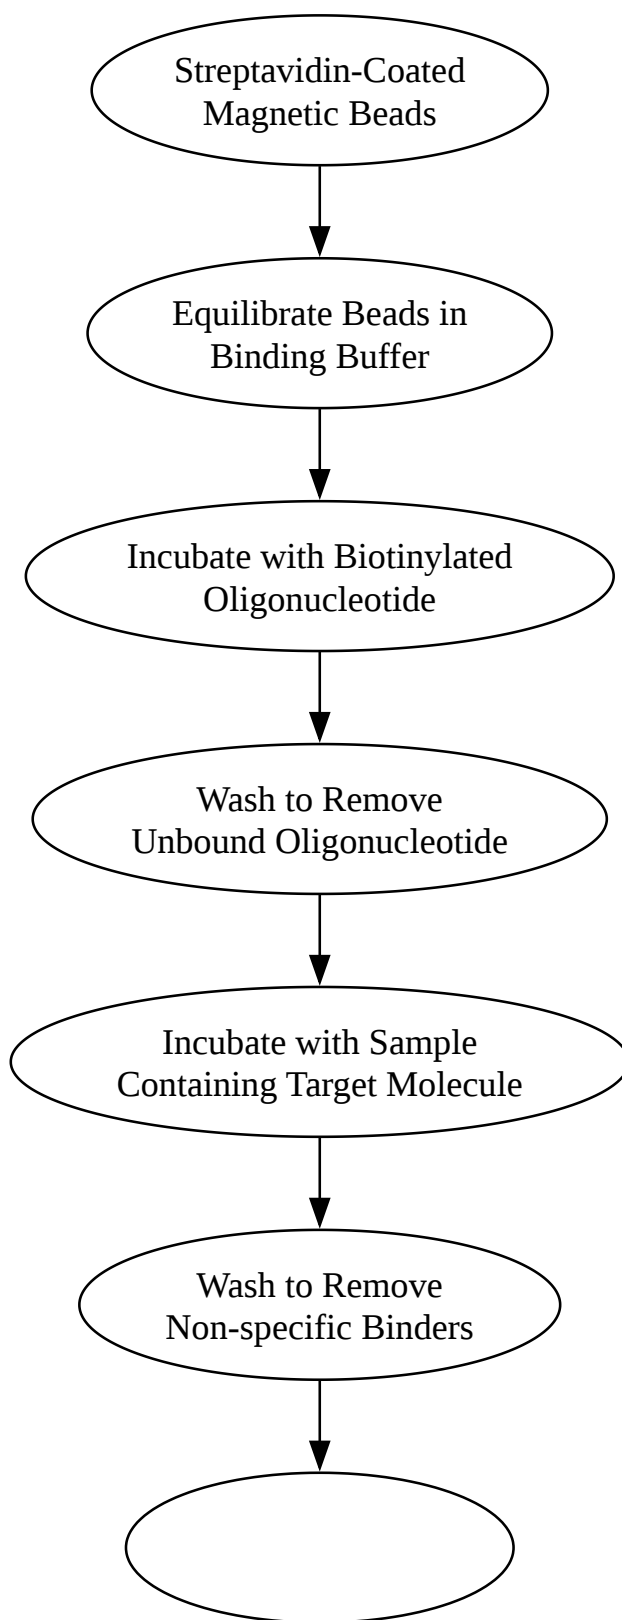 Streptavidin-Coated
Magnetic Beads
Equilibrate Beads in
Binding Buffer
Incubate with Biotinylated
Oligonucleotide
Wash to Remove
Unbound Oligonucleotide
Incubate with Sample
Containing Target Molecule
Wash to Remove
Non-specific Binders